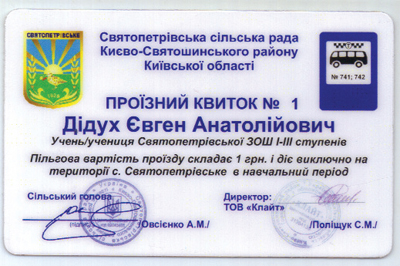 СВЯТОПЕТРІВСЬКЕ
Святопетрівська сільська рада
Києво-Святошинського району
Київської області
№ 741; 742
ПРОЇЗНИЙ КВИТОК № 1
Дідух Євген Анатолійович
Учень/учениця Святопетрівської ЗОШ І-ІІІ ступенів
Пільгова вартість проїзду складає 1 грн. і діє виключно на
території с. Святопетрівське в навчальний період
Сільський голова
/Овсієнко А.М./
Директор:
ТОВ «Клайт»
/Поліщук С.М./